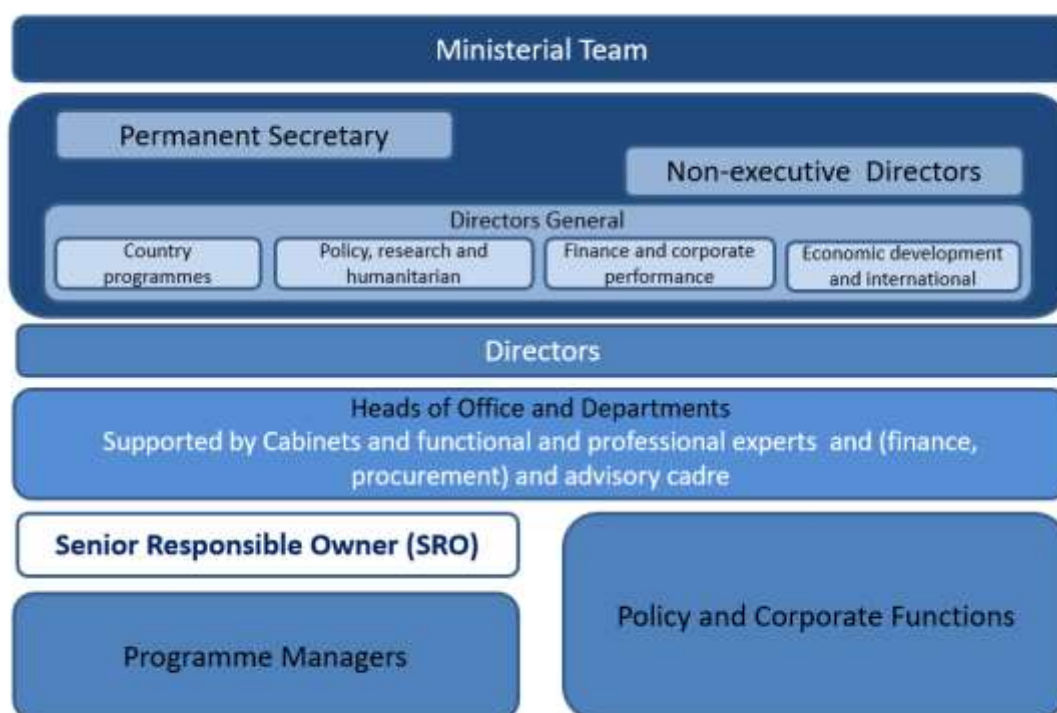 Ministerial Team
Permanent Secretary
Non-executive Directors
Directors General
Country
programmes
Policy, research and
humanitarian
Finance and corporate
performance
Economic development
and international
Directors
Heads of Office and Departments
Supported by Cabinets and functional and professional experts and (finance,
procurement) and advisory cadre
Senior Responsible Owner (SRO)
Programme Managers
Policy and Corporate Functions